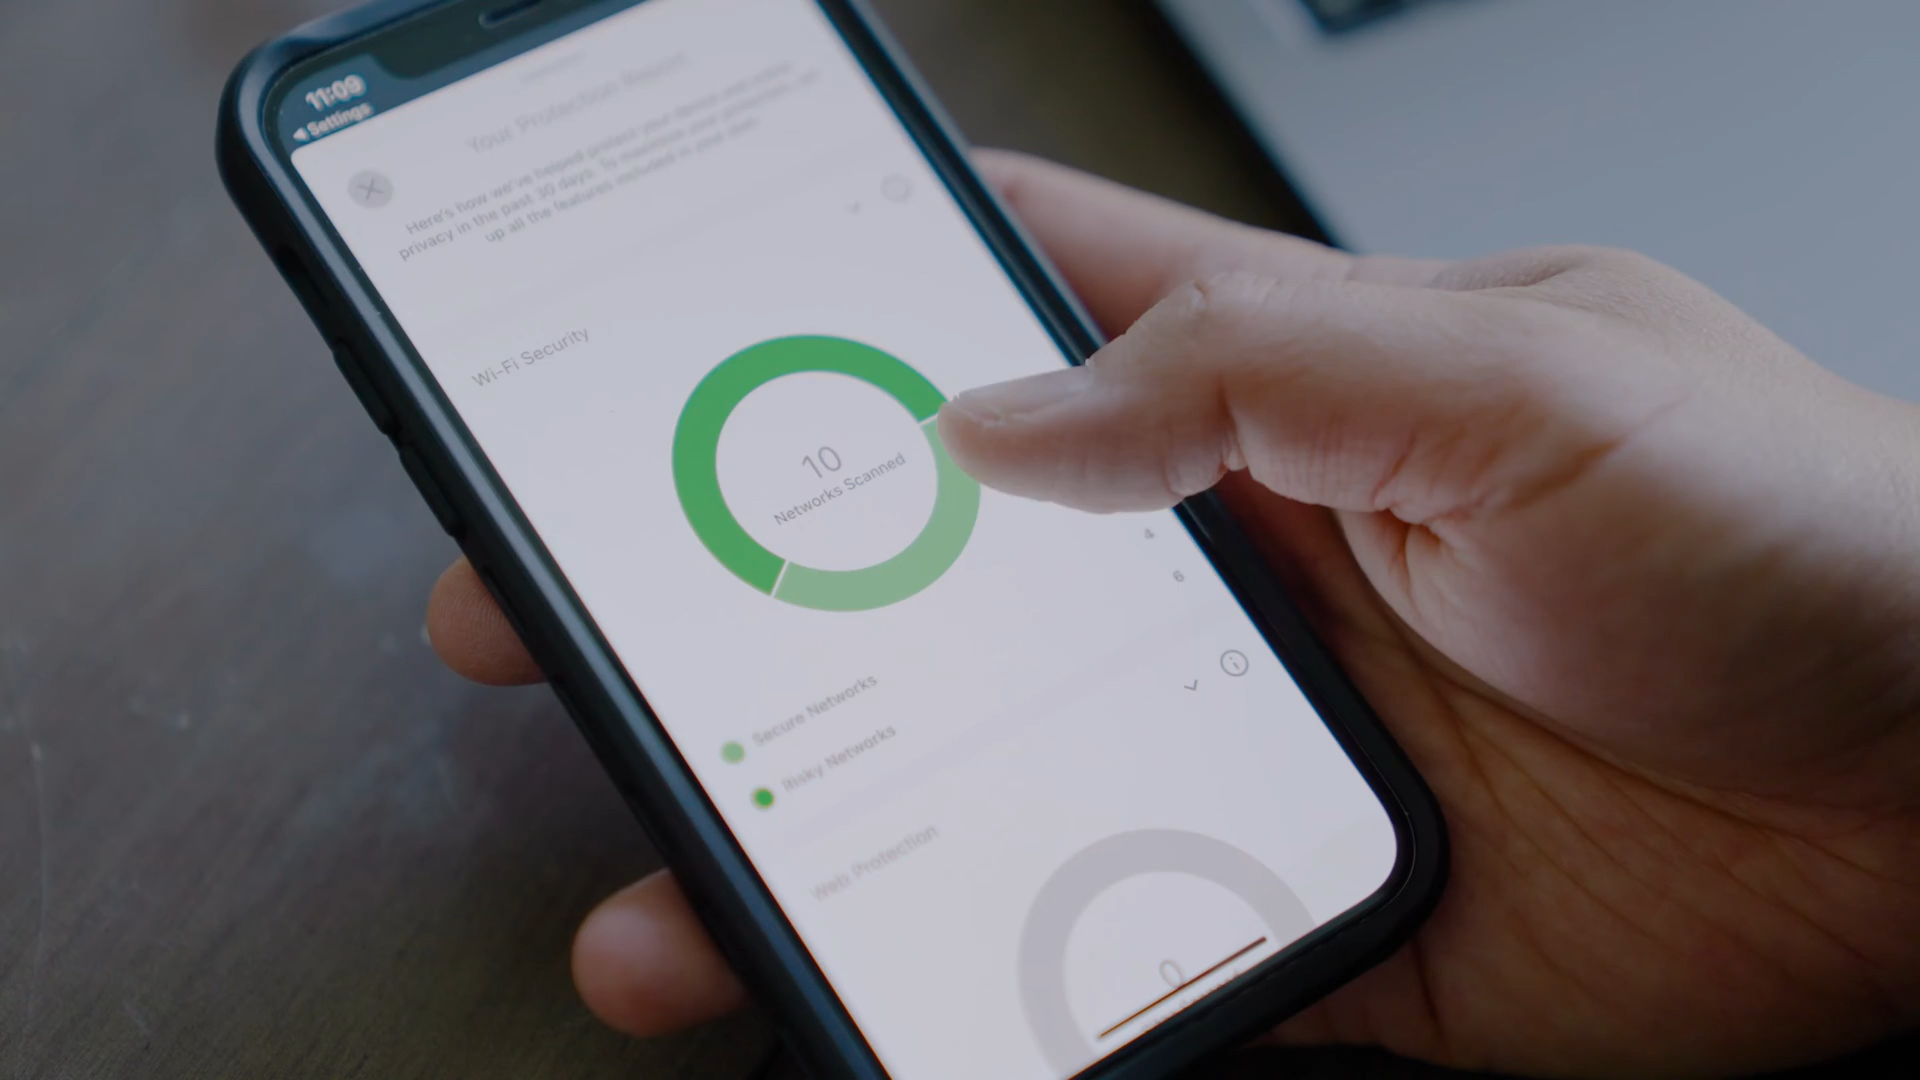 11:09
Settings
Your Protection Report
Here's how we've helped protect your device and online
privacy in the past 30 days. To maximize your protection, set
up all the features included in your plan.
Wi-Fi Security
10
Networks Scanned
Secure Networks
4
Risky Networks
6
Web Protection
0